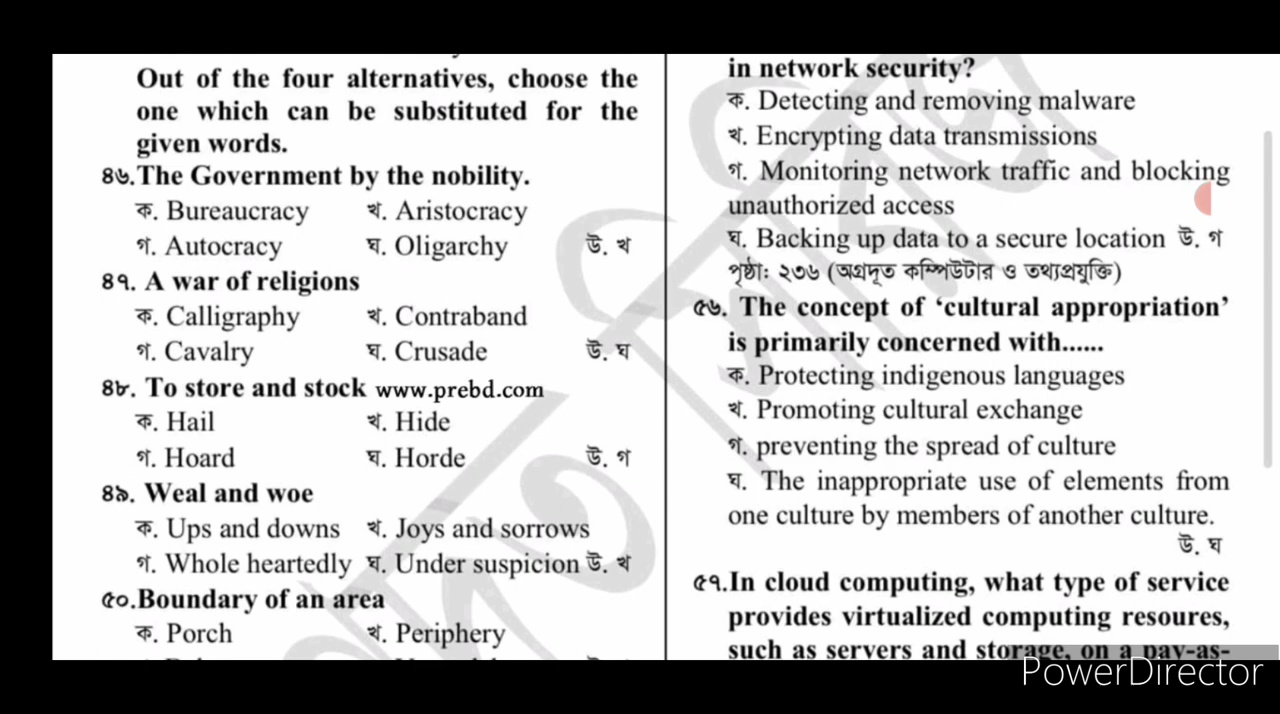 Out of the four alternatives, choose the
one which can be substituted for the
given words.
৪৬.The Government by the nobility.
ক. Bureaucracy খ. Aristocracy
গ. Autocracy ঘ. Oligarchy উ. খ
৪৭. A war of religions
ক. Calligraphy খ. Contraband
গ. Cavalry ঘ. Crusade উ. ঘ
৪৮. To store and stock www.prebd.com
ক. Hail খ. Hide
গ. Hoard ঘ. Horde উ. গ
৪৯. Weal and woe
ক. Ups and downs খ. Joys and sorrows
গ. Whole heartedly ঘ. Under suspicion উ. খ
৫০.Boundary of an area
ক. Porch খ. Periphery
in network security?
ক. Detecting and removing malware
খ. Encrypting data transmissions
গ. Monitoring network traffic and blocking
unauthorized access
ঘ. Backing up data to a secure location উ. গ
পৃষ্ঠা: ২৩৬ (অগ্রদূত কম্পিউটার ও তথ্যপ্রযুক্তি)
৫৬. The concept of ‘cultural appropriation’
is primarily concerned with......
ক. Protecting indigenous languages
খ. Promoting cultural exchange
গ. preventing the spread of culture
ঘ. The inappropriate use of elements from
one culture by members of another culture.
উ. ঘ
৫৭.In cloud computing, what type of service
provides virtualized computing resoures,
such as servers and storage, on a pay-as-
PowerDirector